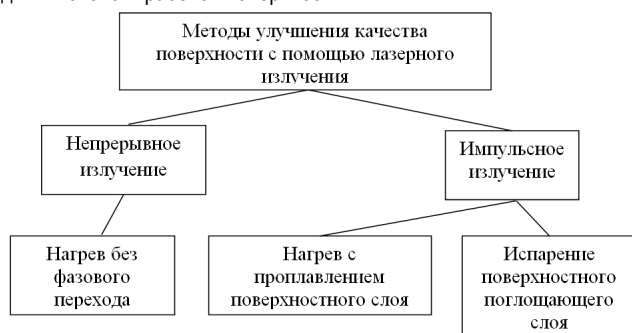 Методы улучшения качества
поверхности с помощью лазерного
излучения
Непрерывное
излучение
Импульсное
излучение
Нагрев без
фазового
перехода
Нагрев с
проплавлением
поверхностного слоя
Испарение
поверхностного
поглощающего
слоя